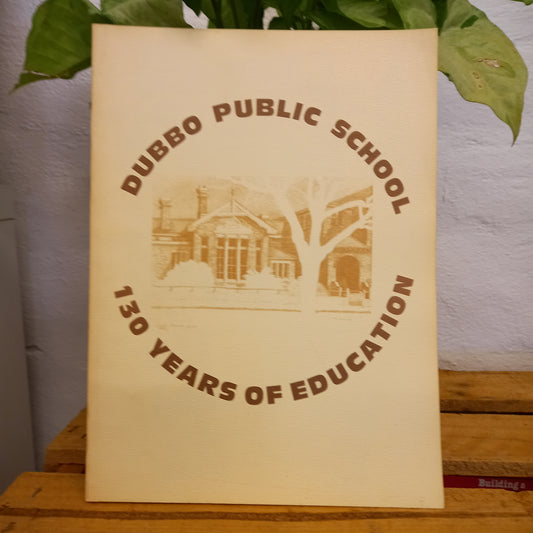 DUBBO PUBLIC SCHOOL
130 YEARS OF EDUCATION
Building a